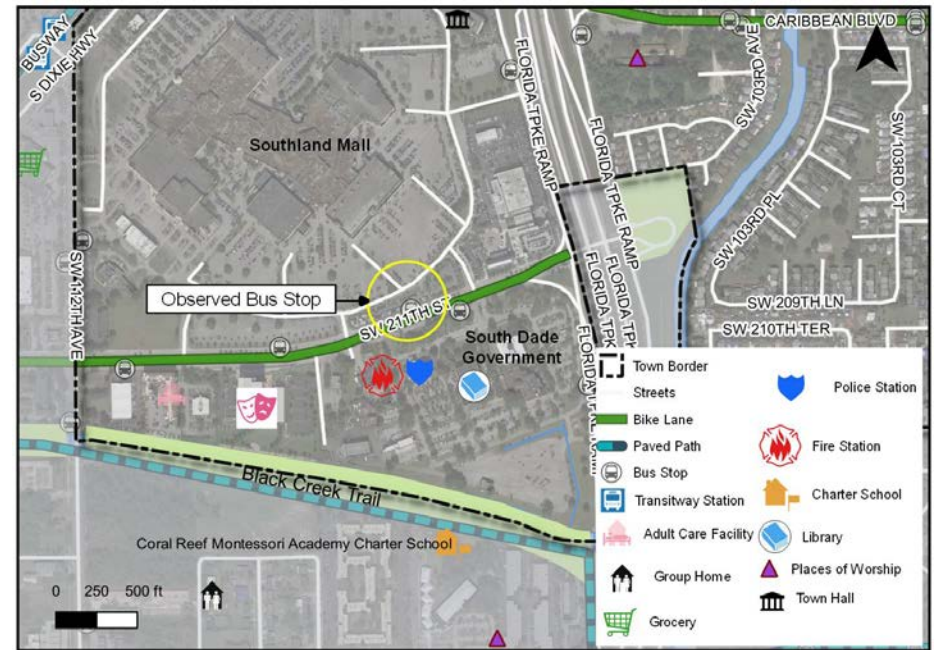 BUSWAY
S DIXIE HWY
CARIBBEAN BLVD
FLORIDA TPKE RAMP
FLORIDA TPKE RAMP
SW 103RD AVE
SW 103RD CT
Southland Mall
SW 103RD PL
SW 112TH AVE
Observed Bus Stop
SW 211TH ST
FLORIDA TPKE RAMP
SW 209TH LN
SW 210TH TER
South Dade
Government
Black Creek Trail
Coral Reef Montessori Academy Charter School
0 250 500 ft
Town Border
Streets
Bike Lane
Paved Path
Bus Stop
Transitway Station
Adult Care Facility
Group Home
Grocery
Police Station
Fire Station
Charter School
Library
Places of Worship
Town Hall